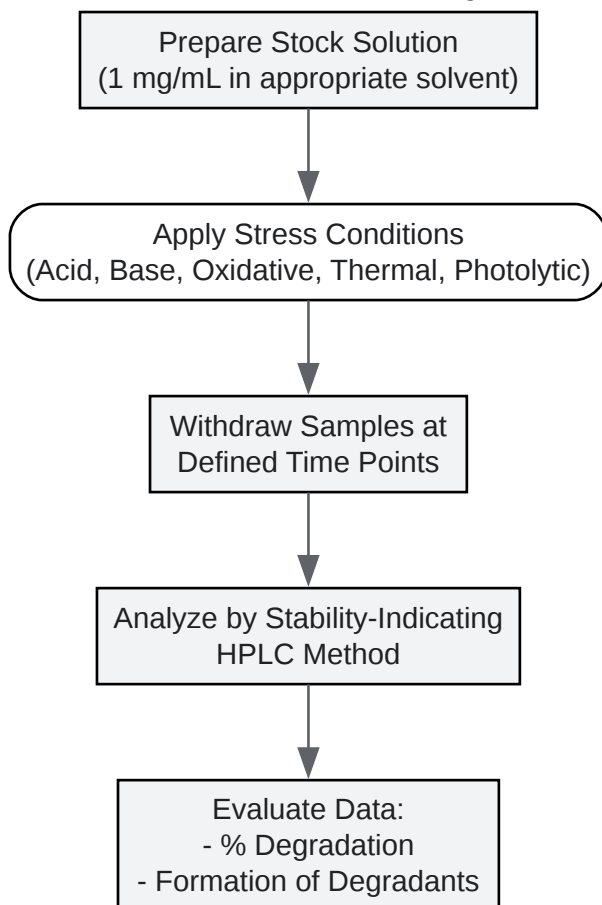 Prepare Stock Solution
(1 mg/mL in appropriate solvent)
Apply Stress Conditions
(Acid, Base, Oxidative, Thermal, Photolytic)
Withdraw Samples at
Defined Time Points
Analyze by Stability-Indicating
HPLC Method
Evaluate Data:
- % Degradation
- Formation of Degradants